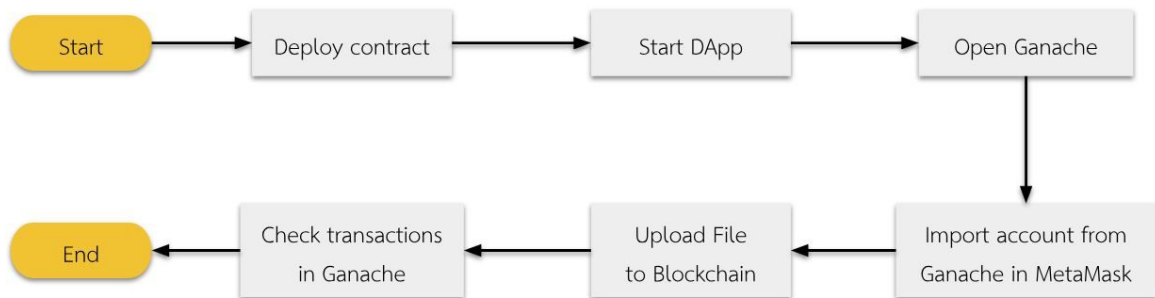 Start
Deploy contract
Start DApp
Open Ganache
Import account from
Ganache in MetaMask
Upload File
to Blockchain
Check transactions
in Ganache
End